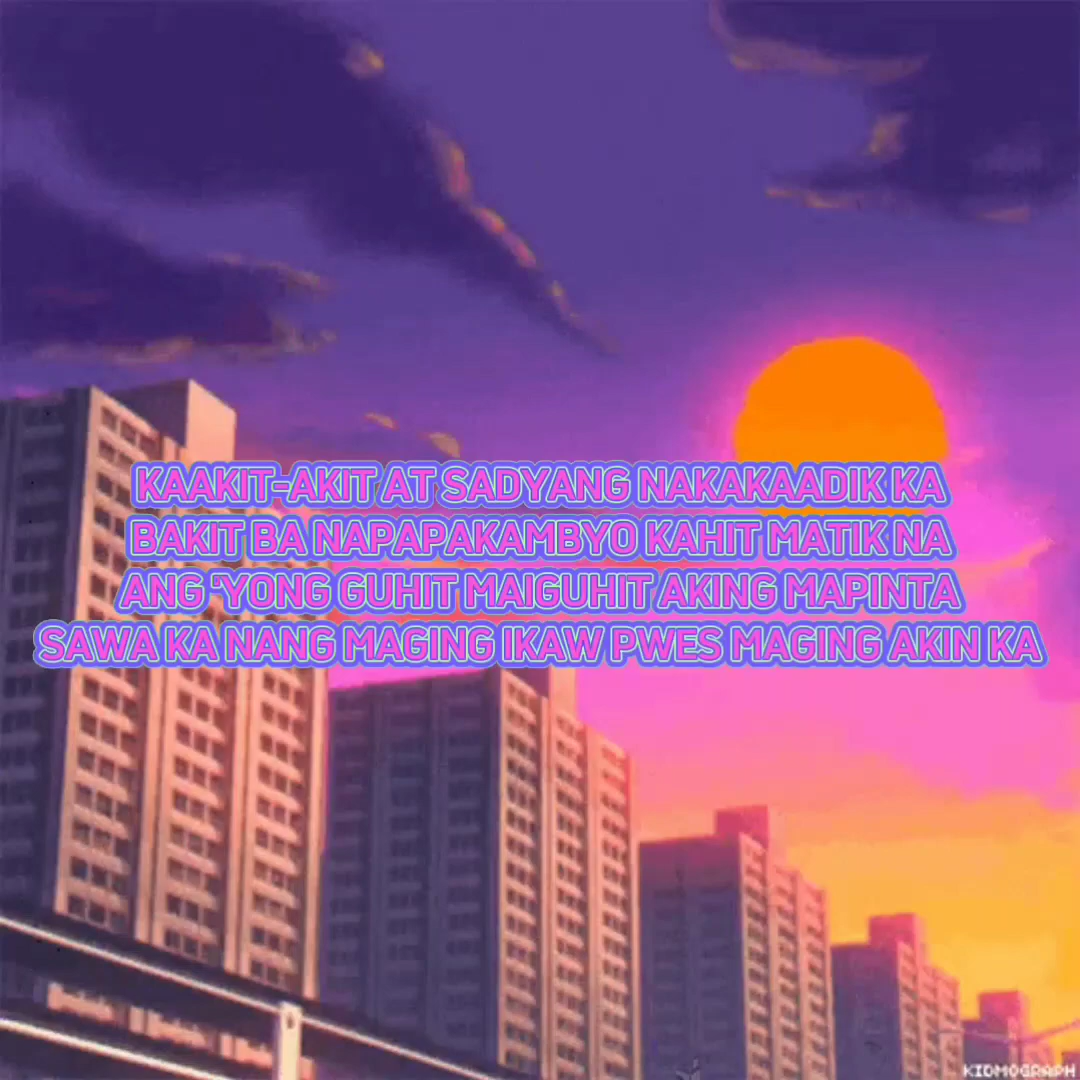 KAAKIT-AKIT AT SADYANG NAKAKAADIK KA
BAKIT BA NAPAPAKAMBYO KAHIT MATIK NA
ANG 'YONG GUHIT MAIGUHIT AKING MAPINTA
SAWA KA NANG MAGING IKAW PWES MAGING AKIN KA
KIDMOGRAPH